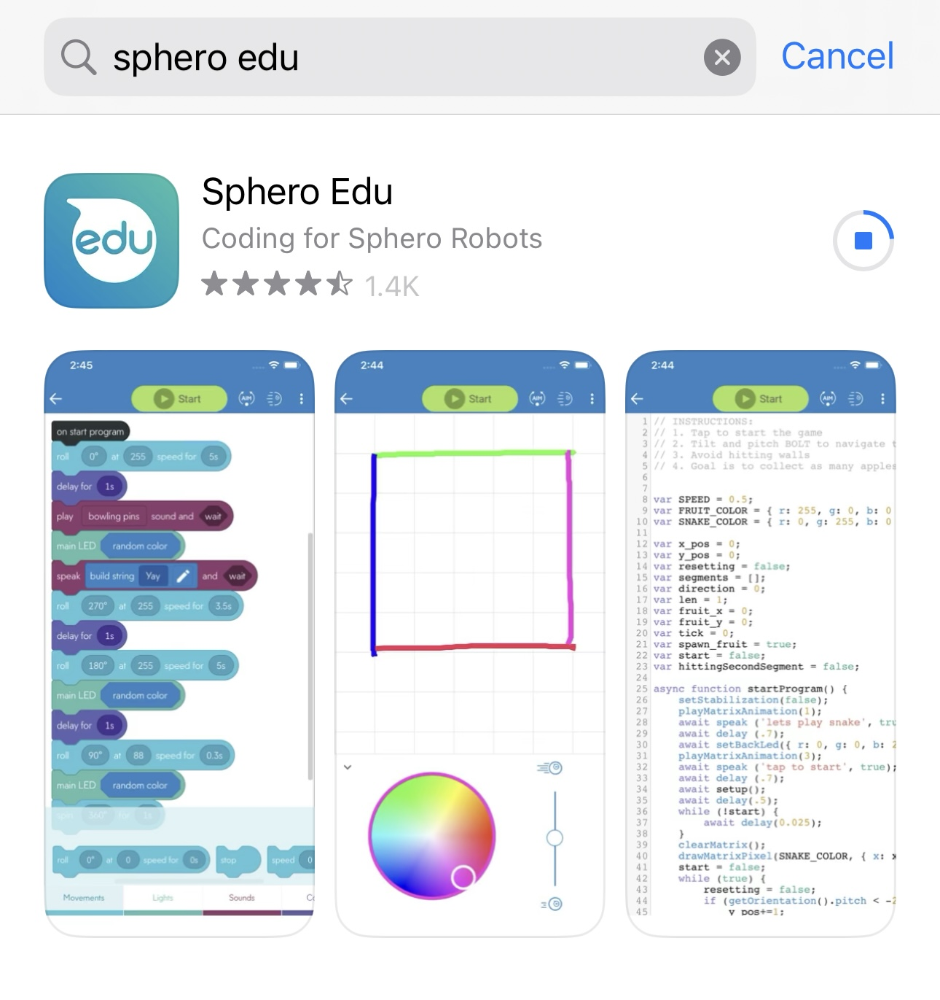 sphero edu
Cancel
edu
Sphero Edu
Coding for Sphero Robots
1.4K
2:45
Start
AIM
on start program
roll 0° at 255 speed for 5s
delay for 1s
play bowling pins sound and wait
main LED random color
speak build string Yay and wait
roll 270° at 255 speed for 3.5s
delay for 1s
roll 180° at 255 speed for 5s
main LED random color
delay for 1s
roll 90° at 88 speed for 0.3s
main LED random color
spin 360° for 1s
roll 0° at 0 speed for 0s stop speed 0
Movements Lights Sounds Co
2:44
Start
AIM
2:44
Start
AIM
1 // INSTRUCTIONS:
2 // 1. Tap to start the game
3 // 2. Tilt and pitch BOLT to navigate t
4 // 3. Avoid hitting walls
5 // 4. Goal is to collect as many apples
6
7
8 var SPEED = 0.5;
9 var FRUIT_COLOR = { r: 255, g: 0, b: 0
10 var SNAKE_COLOR = { r: 0, g: 255, b: 0
11
12 var x_pos = 0;
13 var y_pos = 0;
14 var resetting = false;
15 var segments = [];
16 var direction = 0;
17 var len = 1;
18 var fruit_x = 0;
19 var fruit_y = 0;
20 var tick = 0;
21 var spawn_fruit = true;
22 var start = false;
23 var hittingSecondSegment = false;
24
25 async function startProgram() {
26 setStabilization(false);
27 playMatrixAnimation(1);
28 await speak ('lets play snake', tru
29 await delay (.7);
30 await setBackLed({ r: 0, g: 0, b: 2
31 playMatrixAnimation(3);
32 await speak ('tap to start', true);
33 await delay (.7);
34 await setup();
35 await delay(.5);
36 while (!start) {
37 await delay(0.025);
38 }
39 clearMatrix();
40 drawMatrixPixel(SNAKE_COLOR, { x: x
41 start = false;
42 while (true) {
43 resetting = false;
44 if (getOrientation().pitch < -2
45 y_pos+=1;